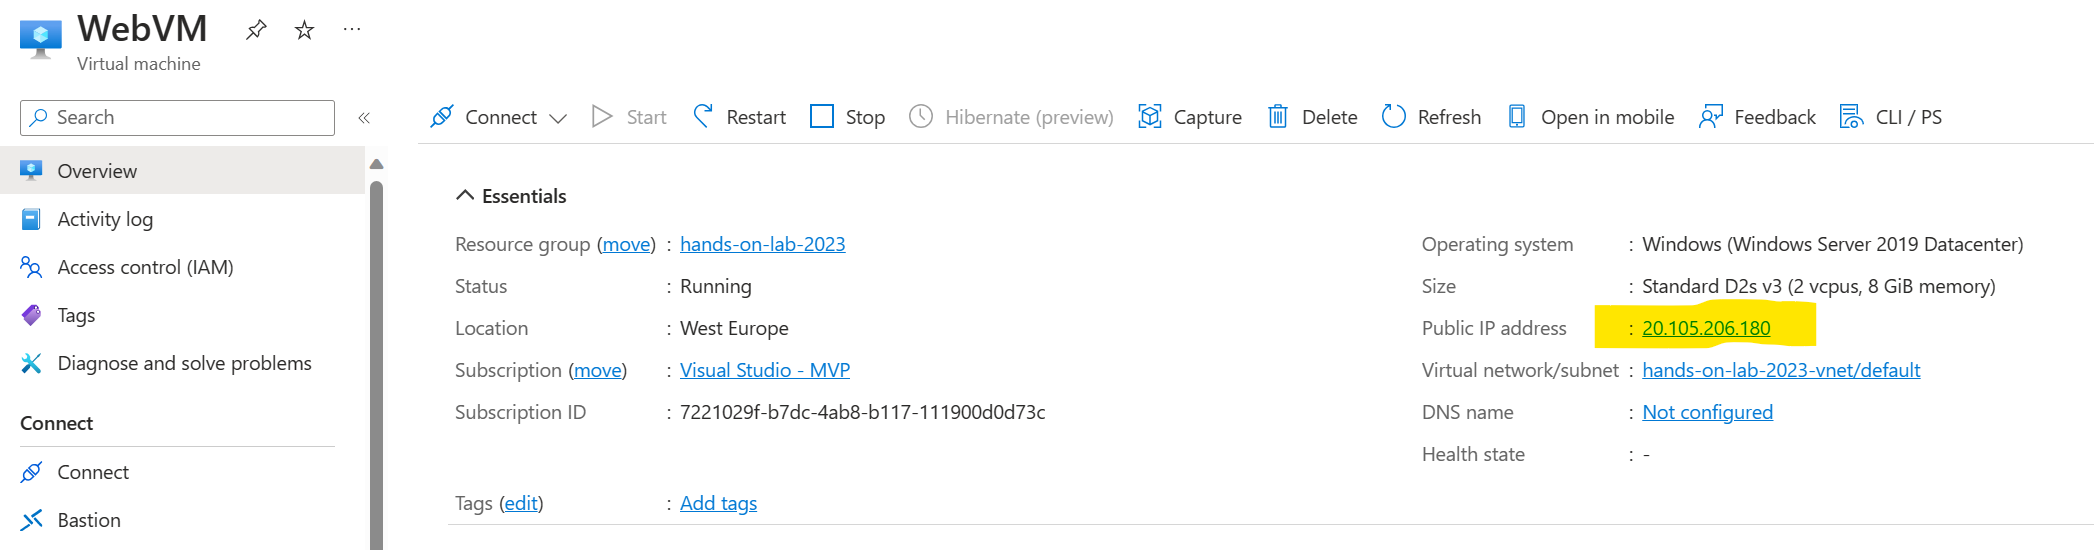 WebVM
Virtual machine
Search
Overview
Activity log
Access control (IAM)
Tags
Diagnose and solve problems
Connect
Connect
Bastion
Connect Start Restart Stop Hibernate (preview) Capture Delete Refresh Open in mobile Feedback CLI / PS
Essentials
Resource group (move) : hands-on-lab-2023
Status : Running
Location : West Europe
Subscription (move) : Visual Studio - MVP
Subscription ID : 7221029f-b7dc-4ab8-b117-111900d0d73c
Operating system : Windows (Windows Server 2019 Datacenter)
Size : Standard D2s v3 (2 vcpus, 8 GiB memory)
Public IP address : 20.105.206.180
Virtual network/subnet : hands-on-lab-2023-vnet/default
DNS name : Not configured
Health state : -
Tags (edit) : Add tags